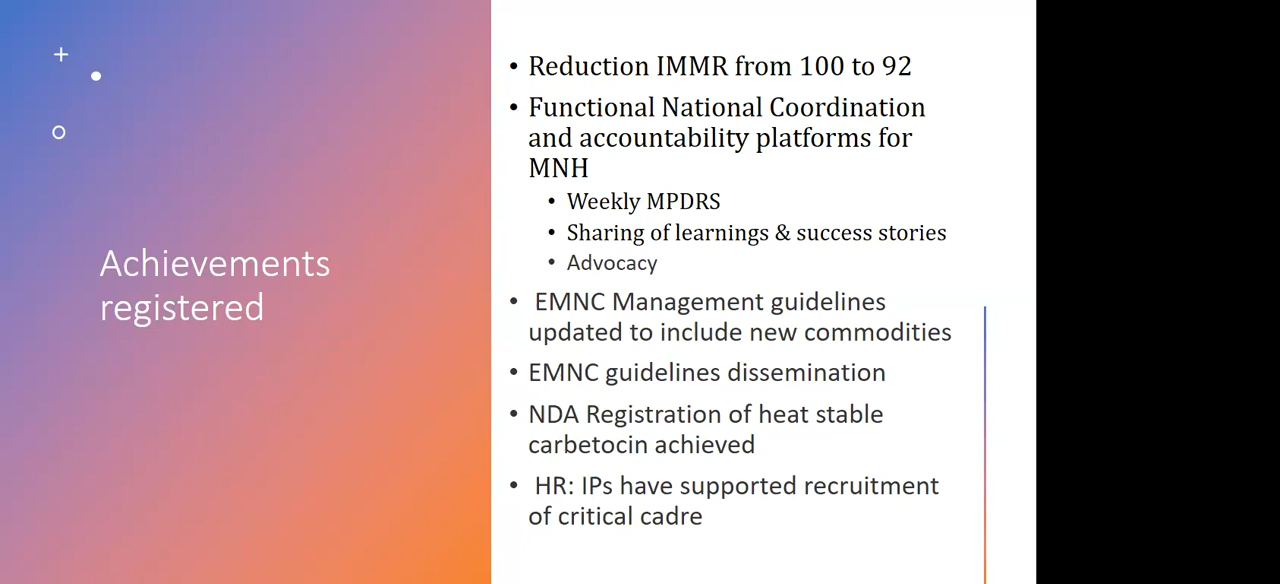 Achievements
registered
• Reduction IMMR from 100 to 92
• Functional National Coordination
and accountability platforms for
MNH
• Weekly MPDRS
• Sharing of learnings & success stories
• Advocacy
• EMNC Management guidelines
updated to include new commodities
• EMNC guidelines dissemination
• NDA Registration of heat stable
carbetocin achieved
• HR: IPs have supported recruitment
of critical cadre